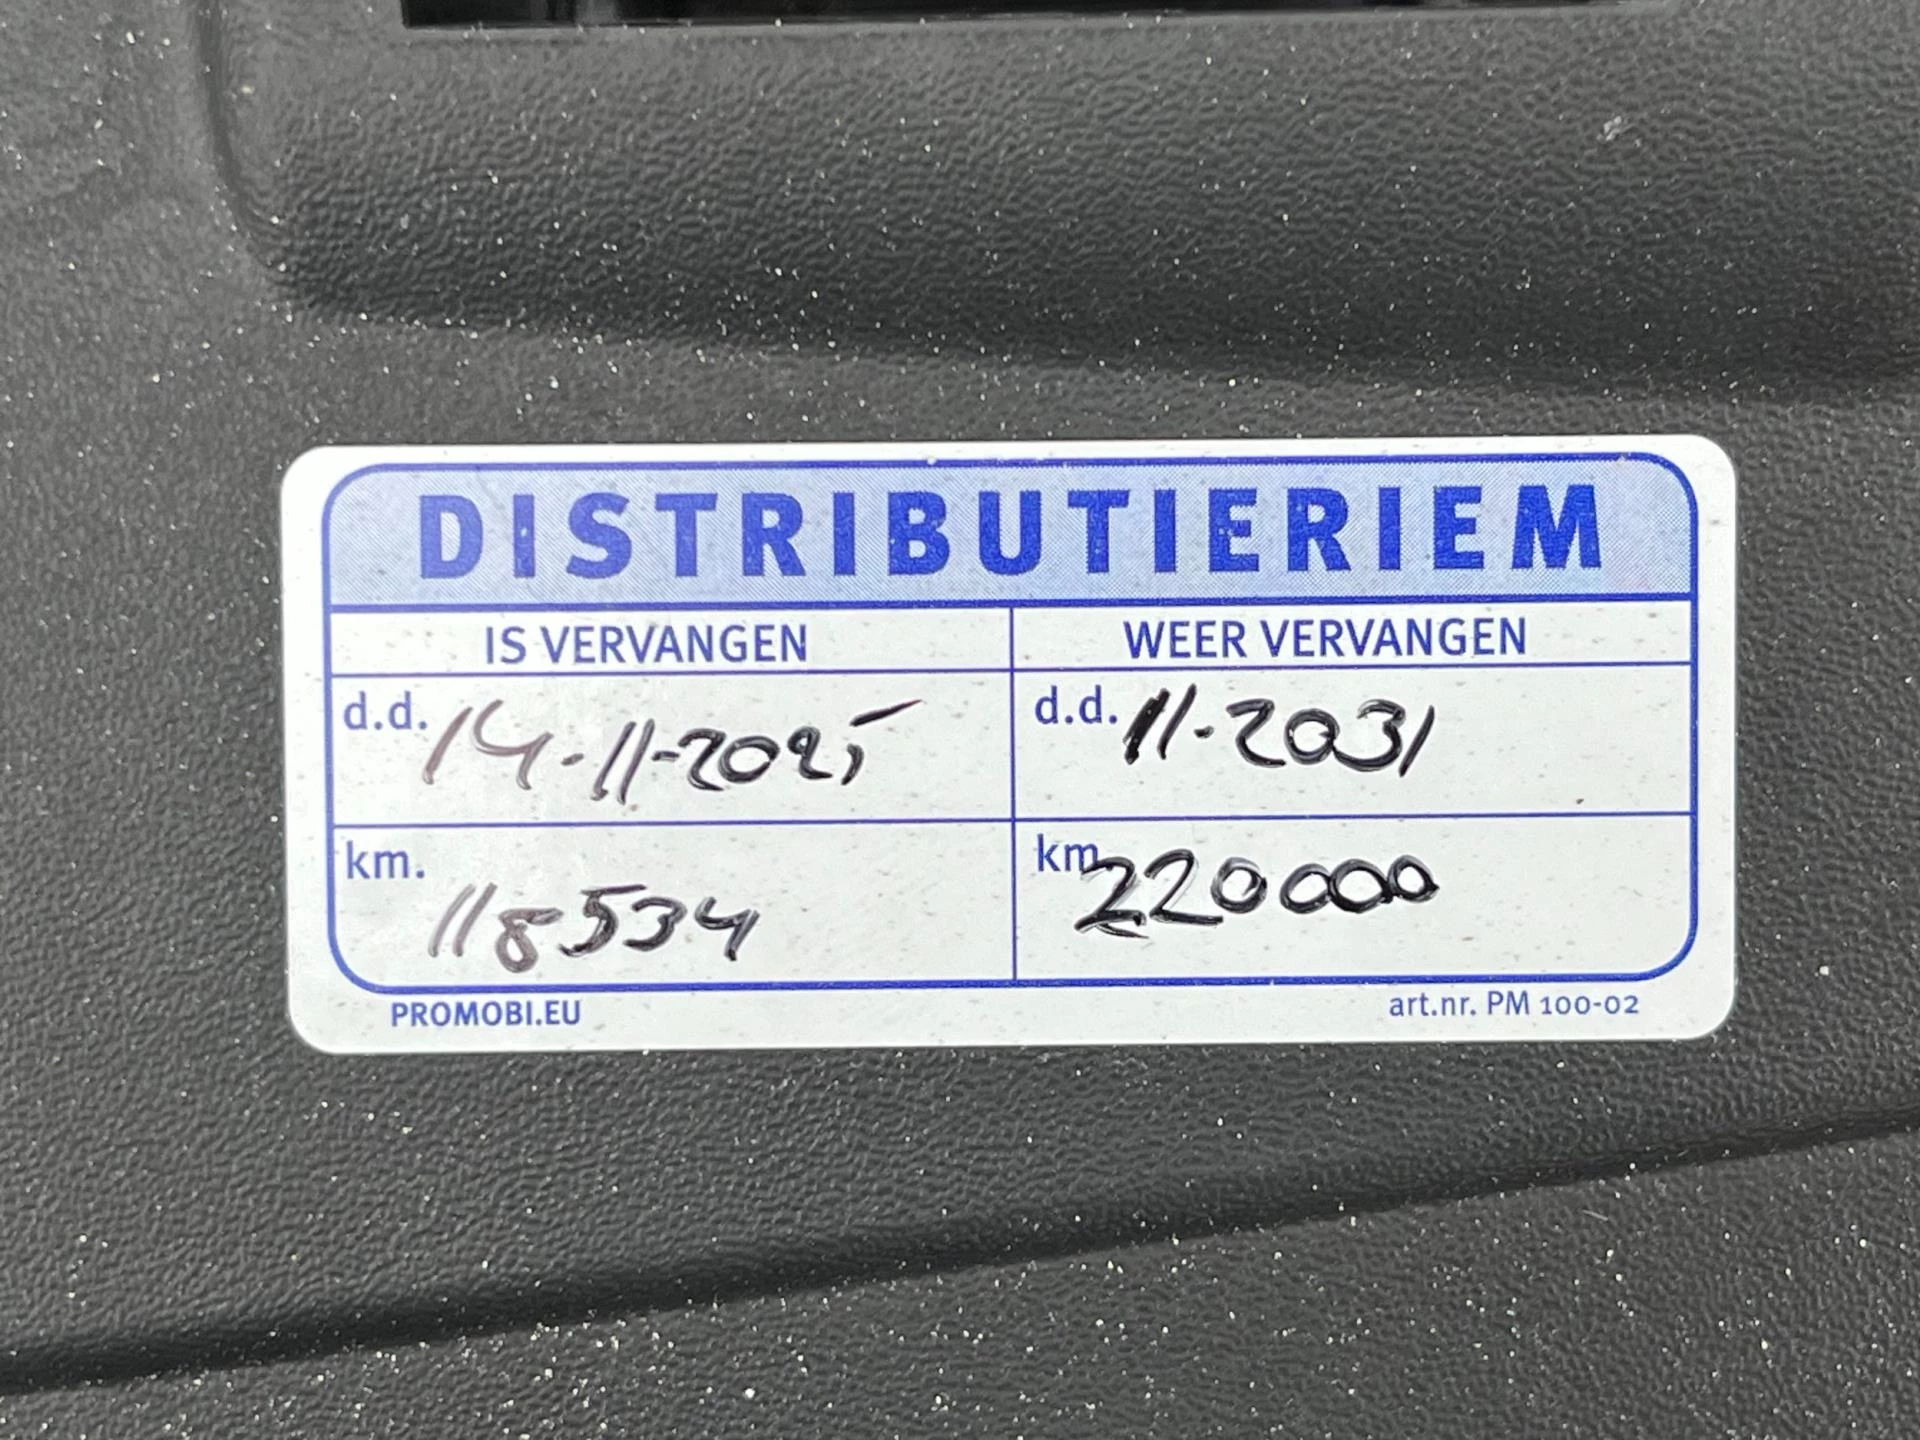 DISTRIBUTIERIEM
IS VERVANGEN WEER VERVANGEN
d.d. 14-11-2025 d.d. 11-2031
km. 118534 km. 220000
PROMOBI.EU art.nr. PM 100-02